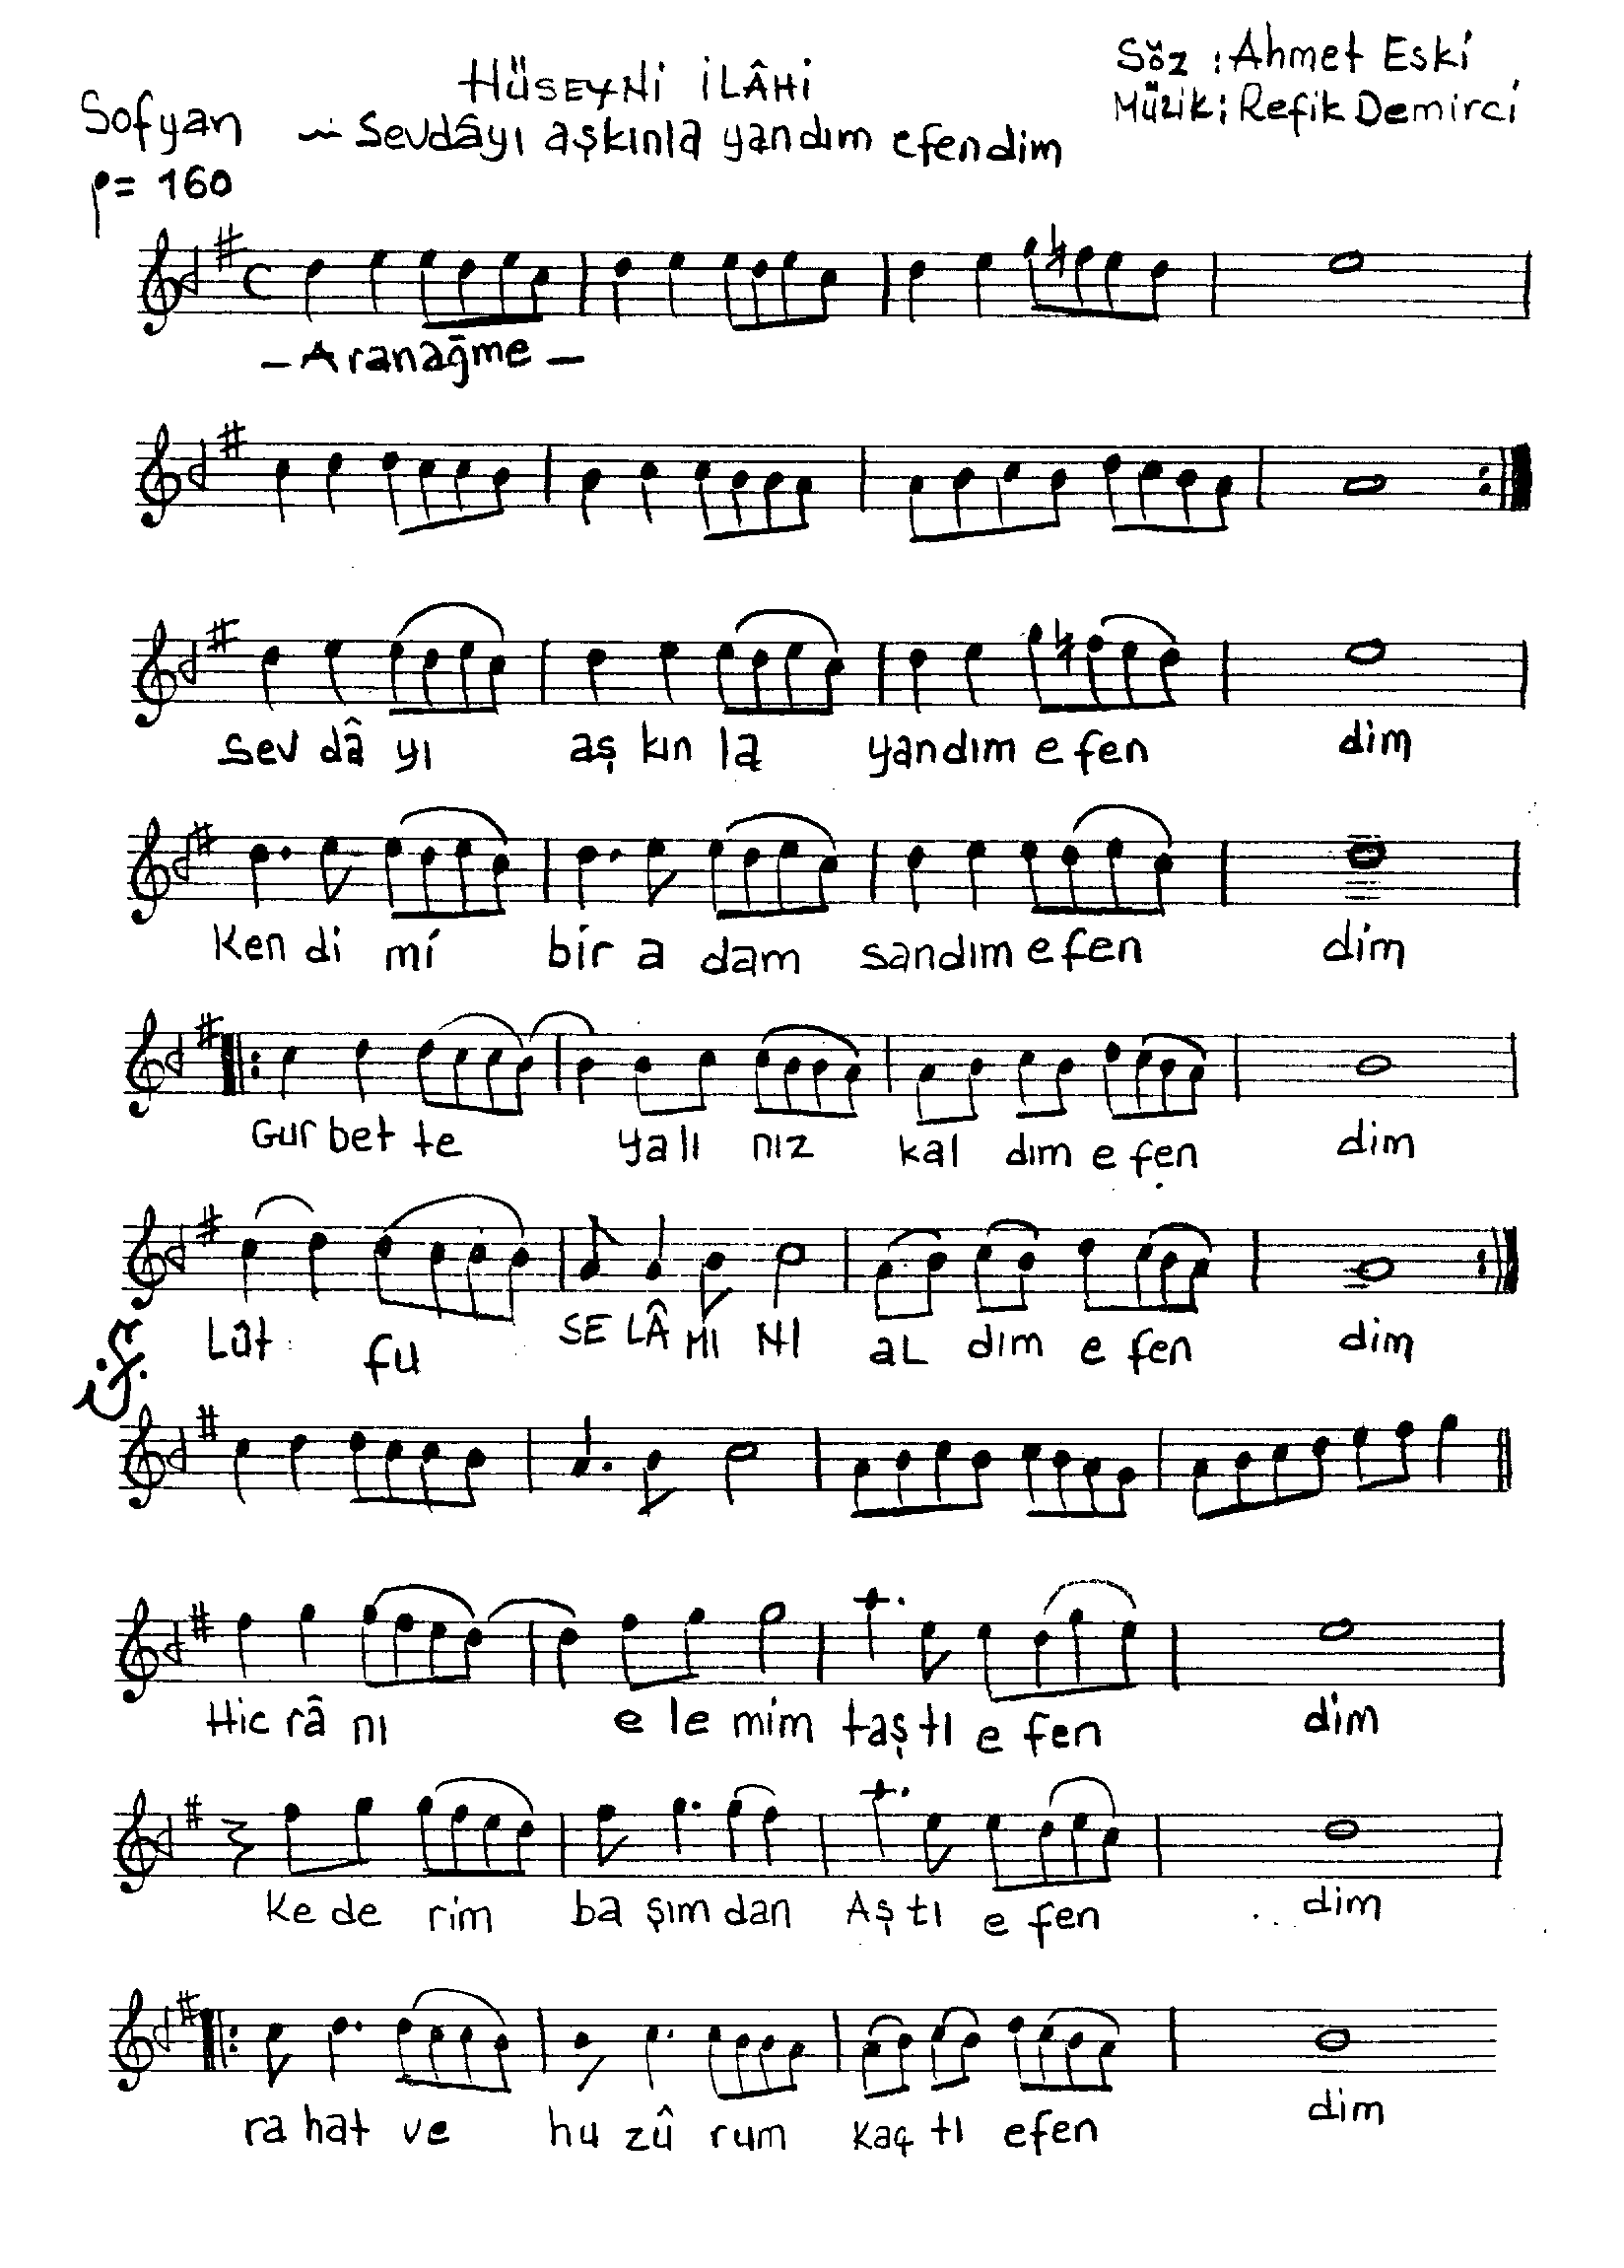 HÜSEYNİ İLÂHİ
Söz : Ahmet Eski
Müzik : Refik Demirci
Sofyan
~ Sevdâyı aşkınla yandım efendim
= 160
- Aranağme -
Sev dâ yı aş kın la yandım e fen dim
Ken di mi bir a dam sandım e fen dim
Gur bet te yalı nız kal dım e fen dim
Lût fu SE LÂ MI NI aL dım e fen dim
Hic râ nı e le mim taş tı e fen dim
Ke de rim ba şım dan Aş tı e fen dim
ra hat ve hu zû rum kaç tı efen dim